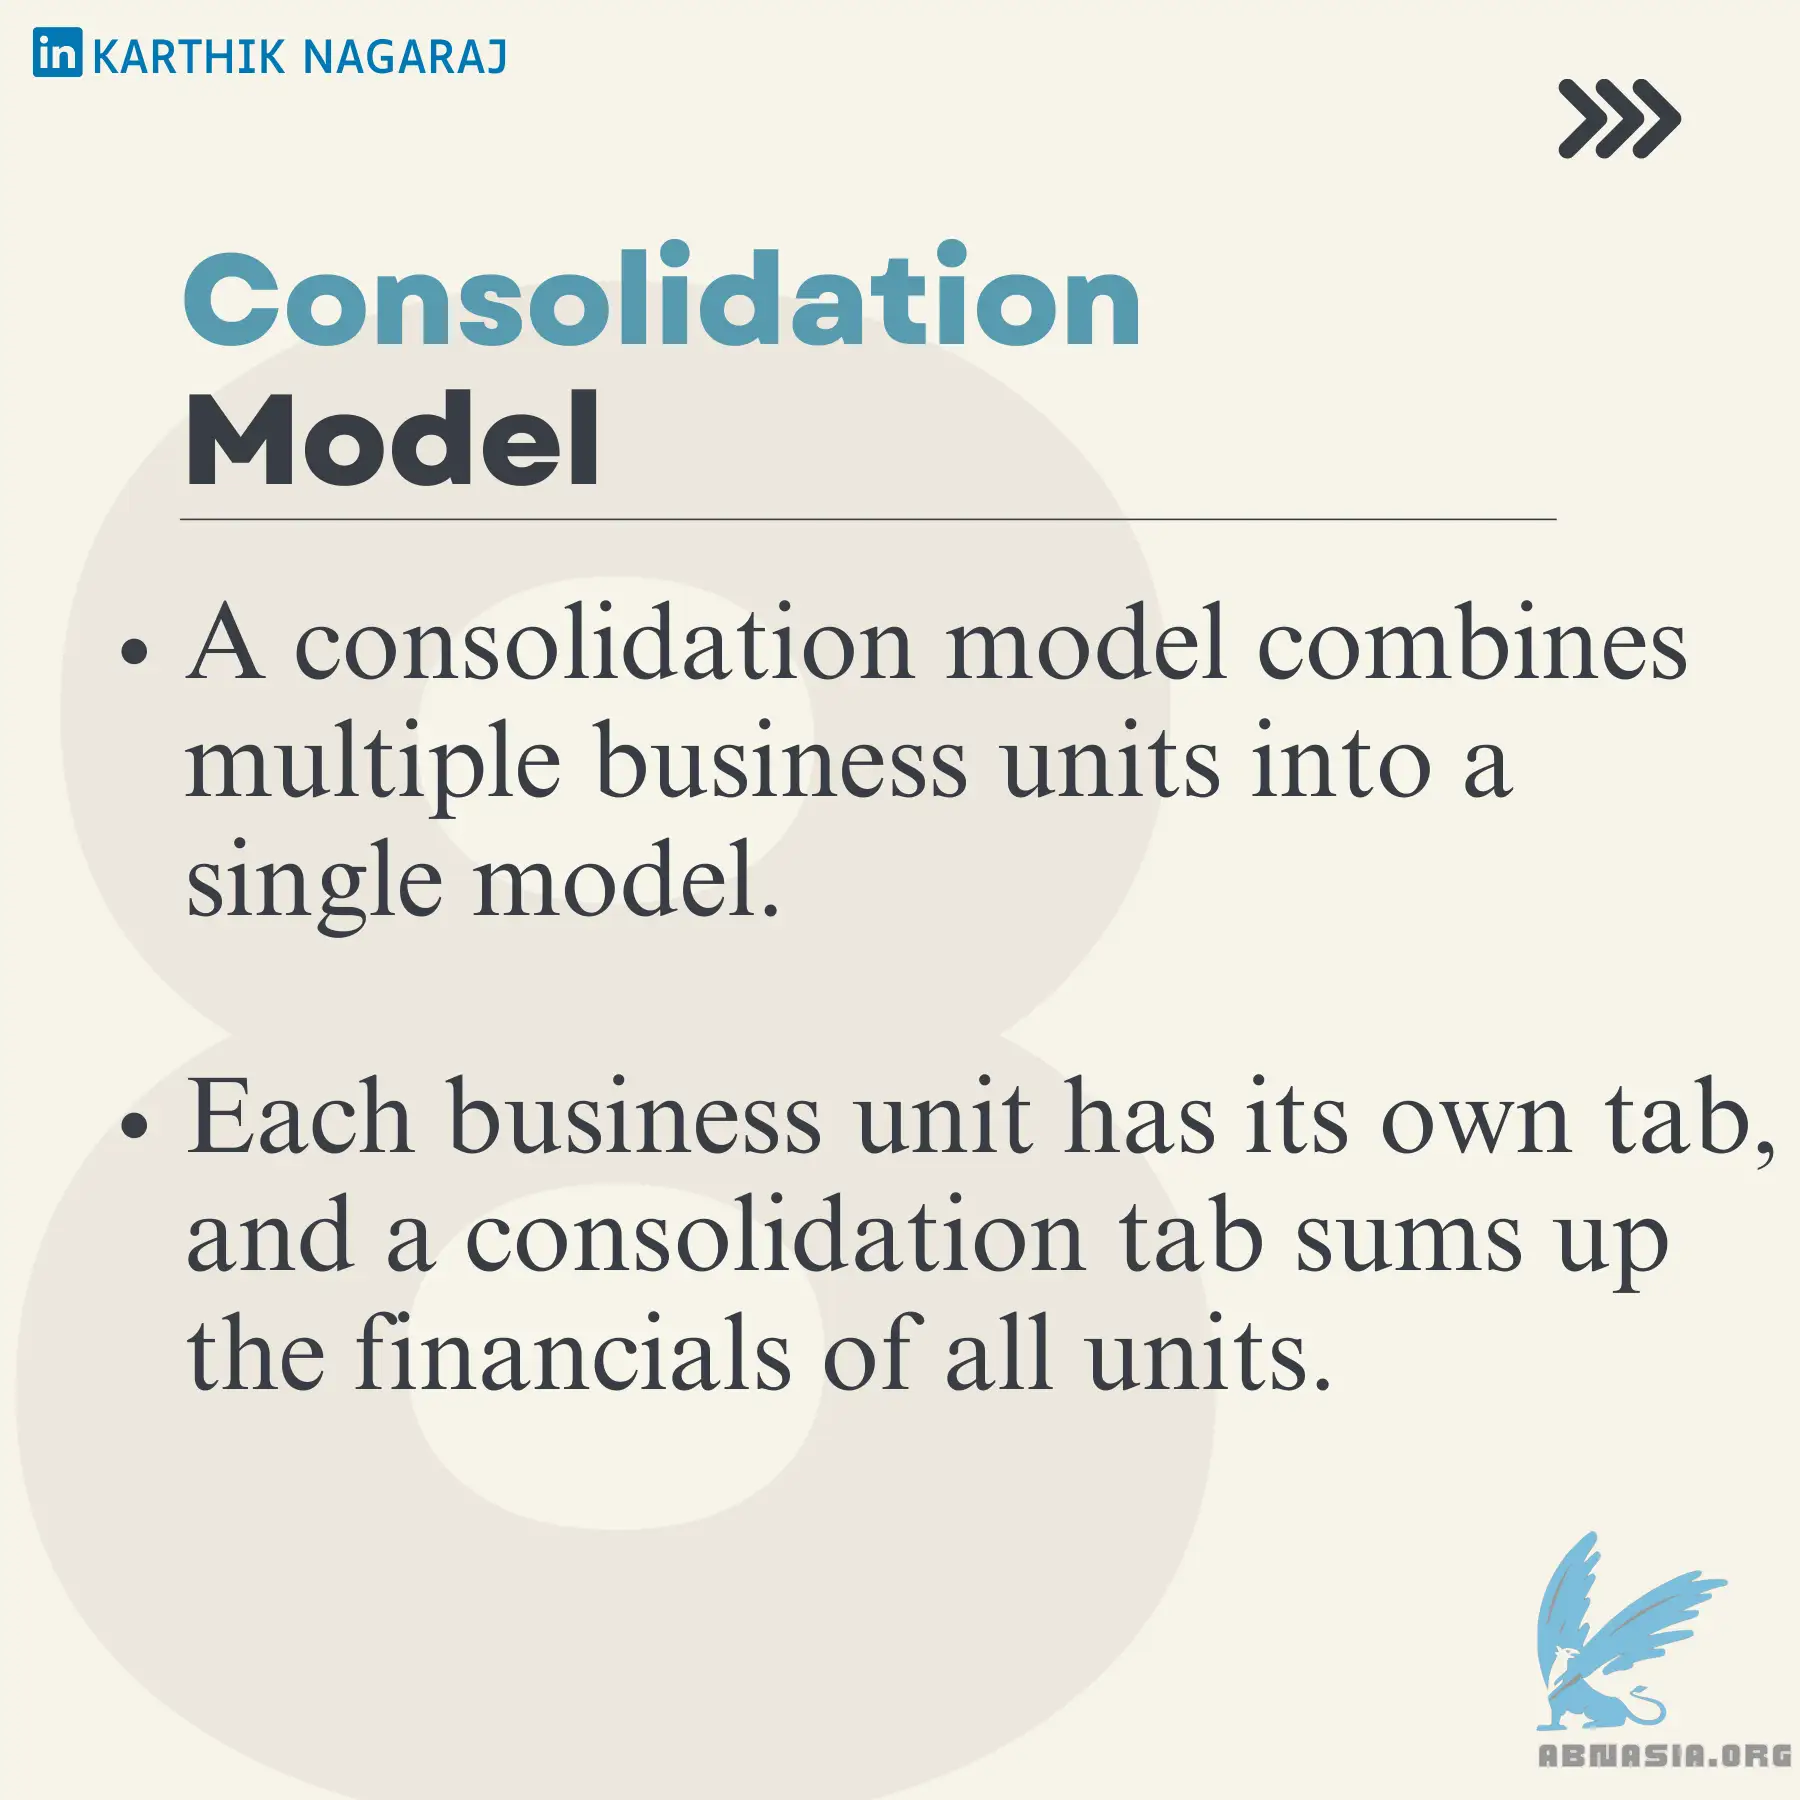 in KARTHIK NAGARAJ
Consolidation
Model
8
• A consolidation model combines
multiple business units into a
single model.
• Each business unit has its own tab,
and a consolidation tab sums up
the financials of all units.
ABNASIA.ORG